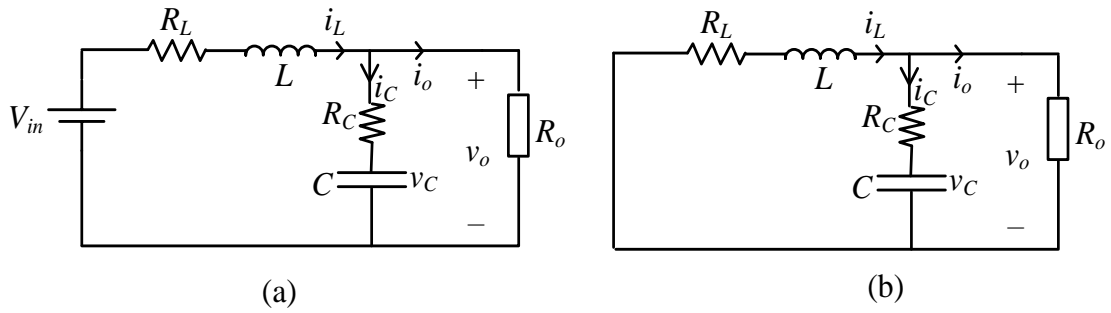 R_L L i_L i_o
V_in i_C R_C C v_C + v_o − R_o
(a)
R_L L i_L i_o
i_C R_C C v_C + v_o − R_o
(b)